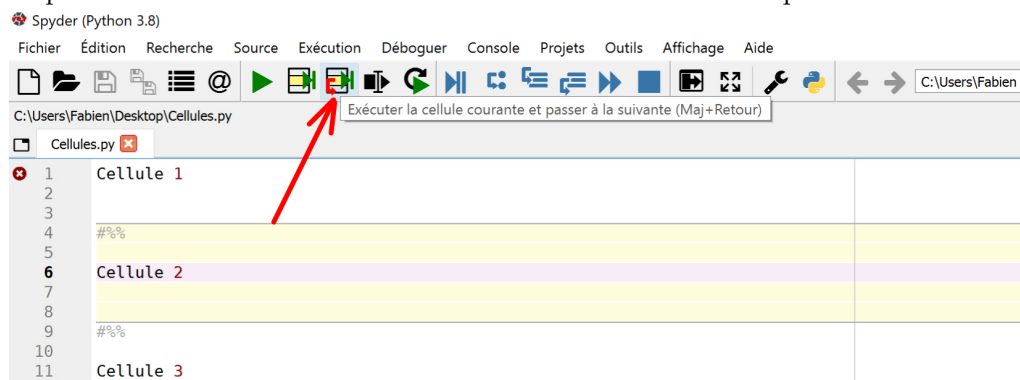 Spyder (Python 3.8)
Fichier Édition Recherche Source Exécution Déboguer Console Projets Outils Affichage Aide
@ C:\Users\Fabien
Exécuter la cellule courante et passer à la suivante (Maj+Retour)
C:\Users\Fabien\Desktop\Cellules.py
Cellules.py
1 Cellule 1
2
3
4 #%%
5
6 Cellule 2
7
8
9 #%%
10
11 Cellule 3